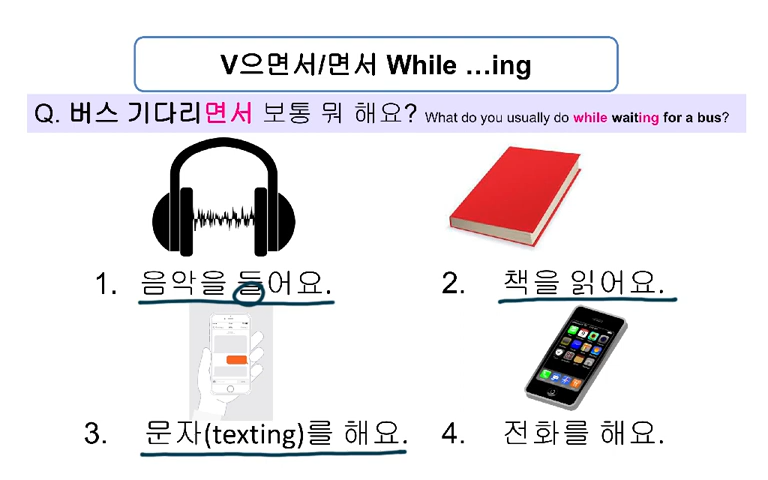 V으면서/면서 While ...ing
Q. 버스 기다리면서 보통 뭐 해요? What do you usually do while waiting for a bus?
1. 음악을 들어요.
2. 책을 읽어요.
3. 문자(texting)를 해요.
4. 전화를 해요.